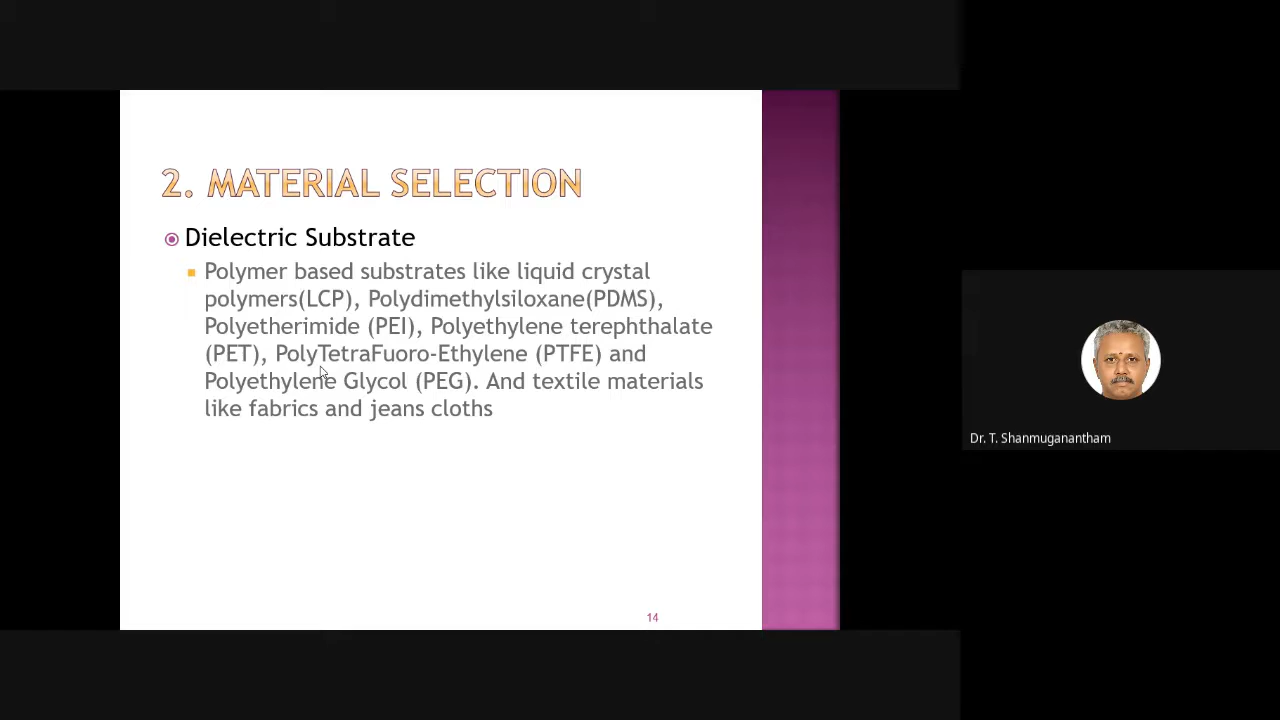 2. MATERIAL SELECTION
Dielectric Substrate
Polymer based substrates like liquid crystal
polymers(LCP), Polydimethylsiloxane(PDMS),
Polyetherimide (PEI), Polyethylene terephthalate
(PET), PolyTetraFuoro-Ethylene (PTFE) and
Polyethylene Glycol (PEG). And textile materials
like fabrics and jeans cloths
14
Dr. T. Shanmuganantham